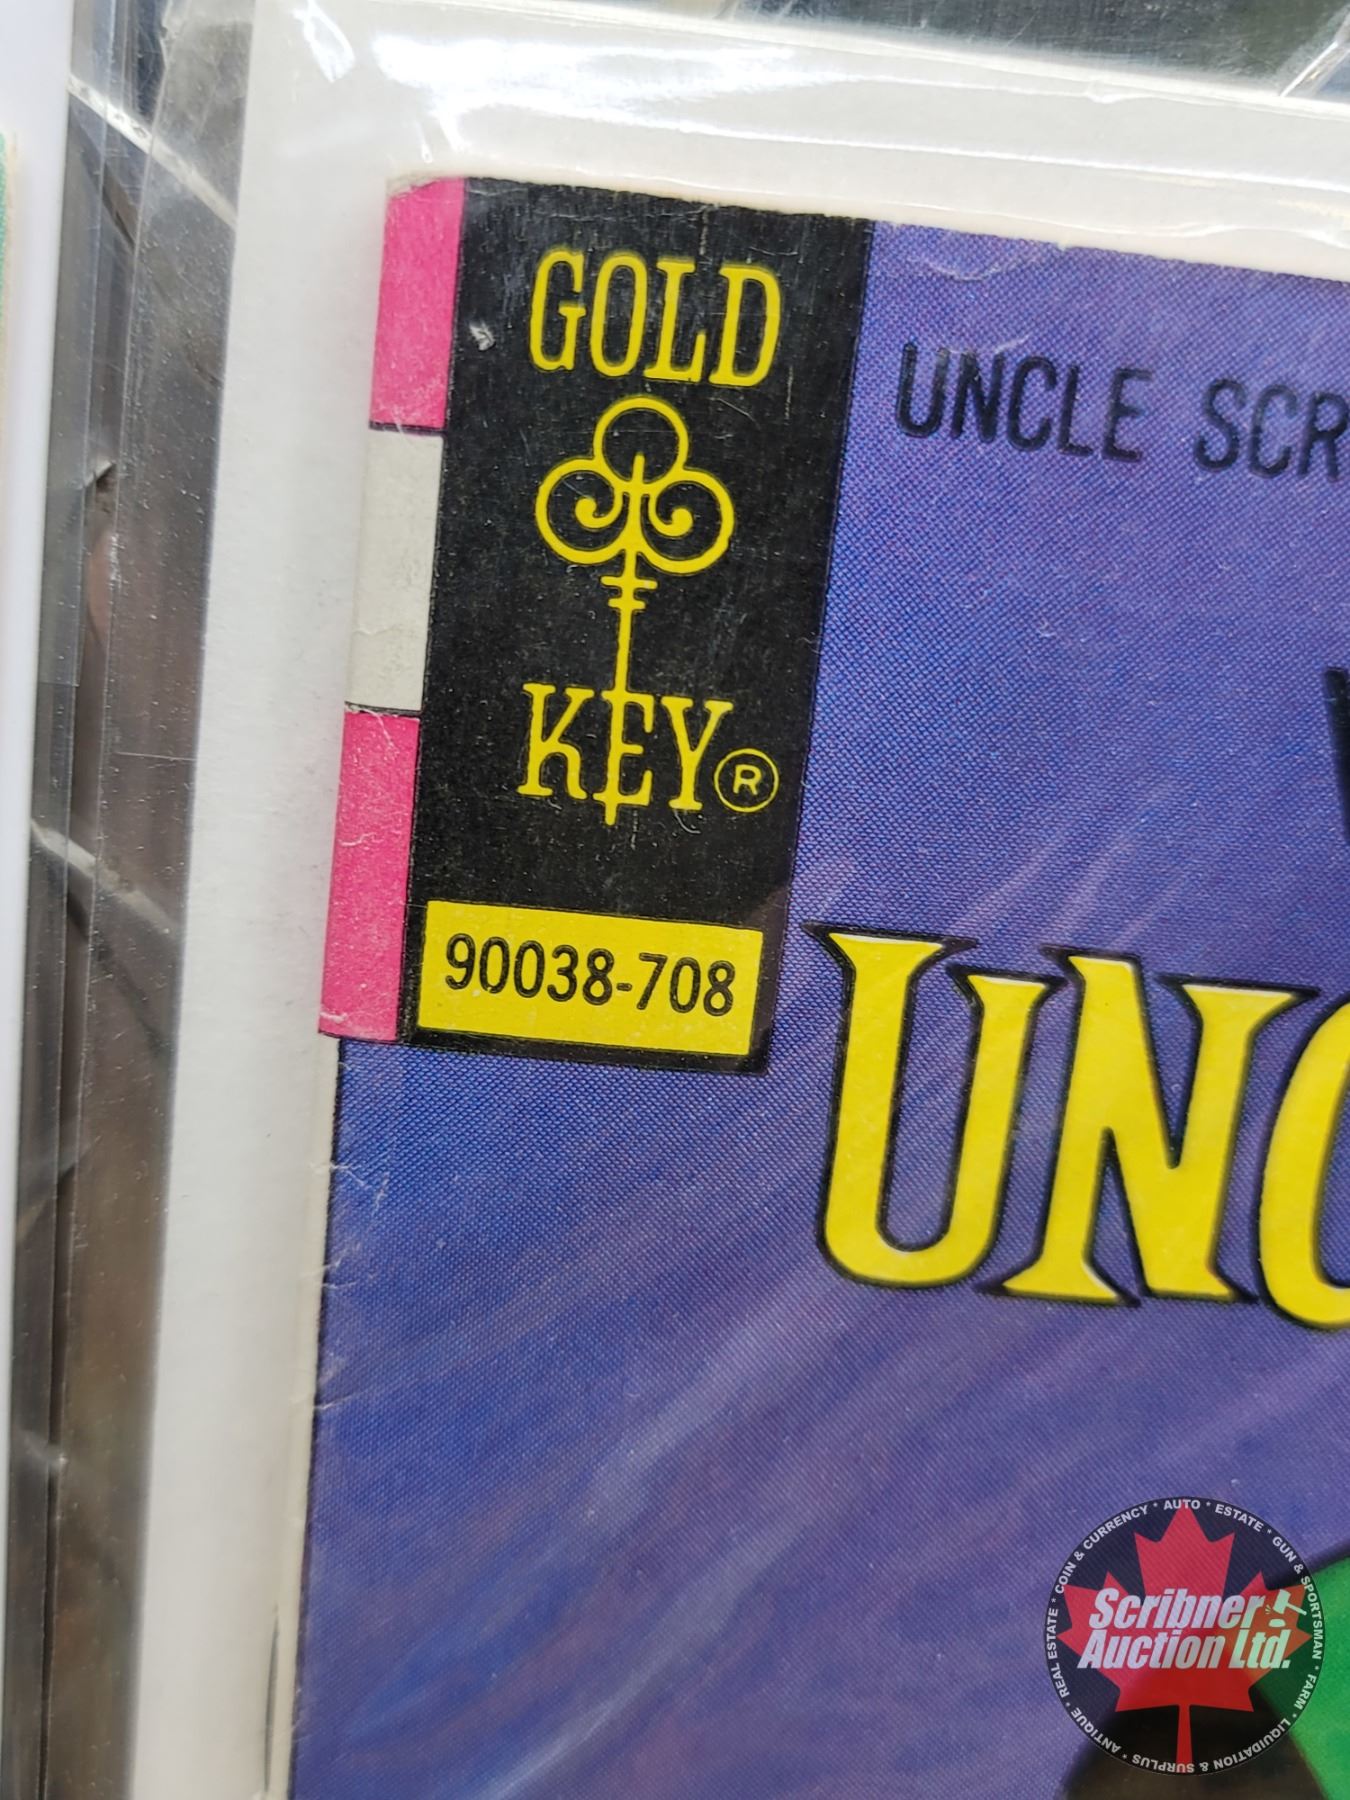 GOLD
KEY®
UNCLE SCR
90038-708
UNC
COIN & CURRENCY * AUTO * ESTATE * GUN & SPORTSMAN * FARM * LIQUIDATION & SURPLUS * ANTIQUE * REAL ESTATE *
Scribner
Auction Ltd.